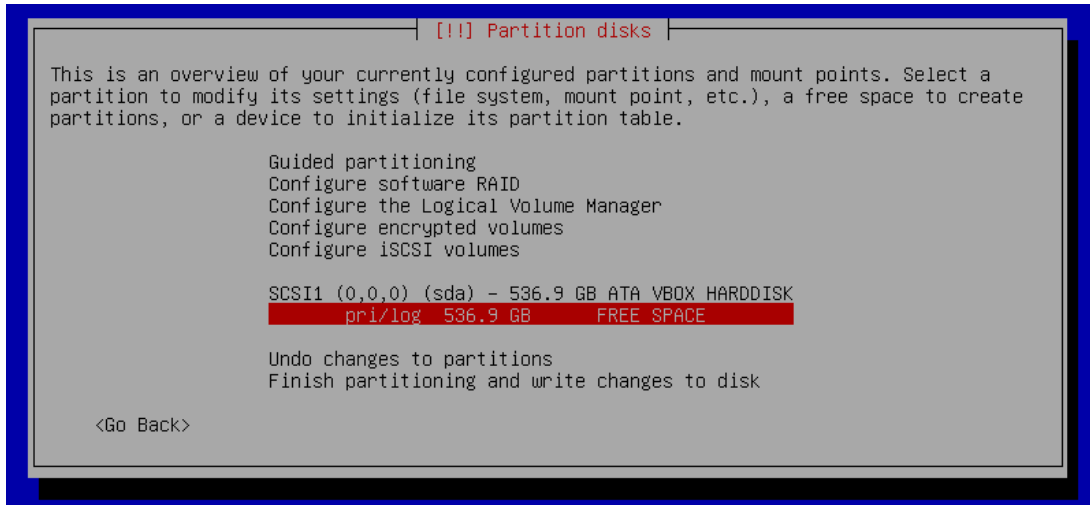 [!!] Partition disks
This is an overview of your currently configured partitions and mount points. Select a
partition to modify its settings (file system, mount point, etc.), a free space to create
partitions, or a device to initialize its partition table.
Guided partitioning
Configure software RAID
Configure the Logical Volume Manager
Configure encrypted volumes
Configure iSCSI volumes
SCSI1 (0,0,0) (sda) - 536.9 GB ATA VBOX HARDDISK
pri/log 536.9 GB FREE SPACE
Undo changes to partitions
Finish partitioning and write changes to disk
<Go Back>